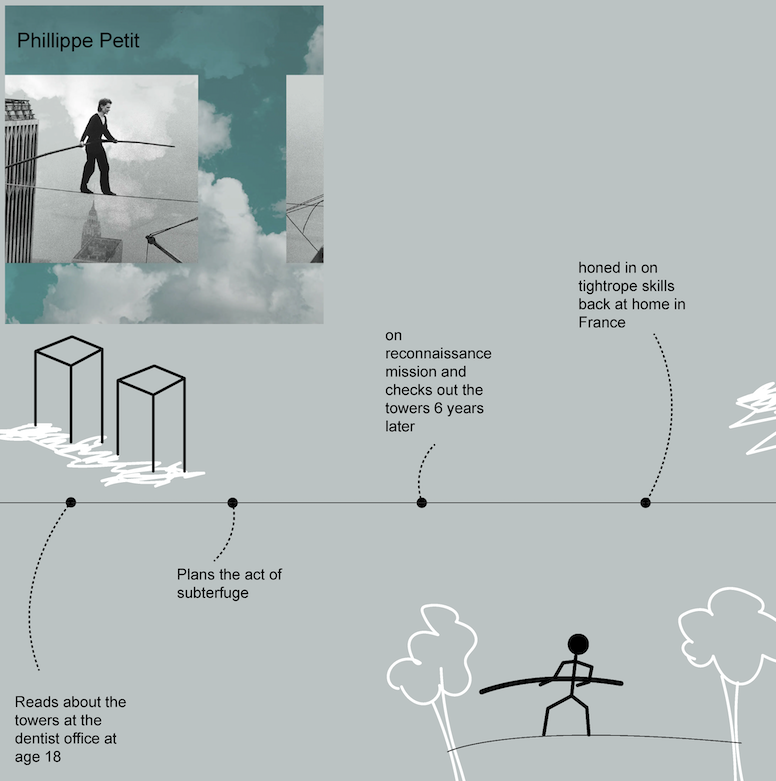 Phillippe Petit
honed in on
tightrope skills
back at home in
France
on
reconnaissance
mission and
checks out the
towers 6 years
later
Plans the act of
subterfuge
Reads about the
towers at the
dentist office at
age 18